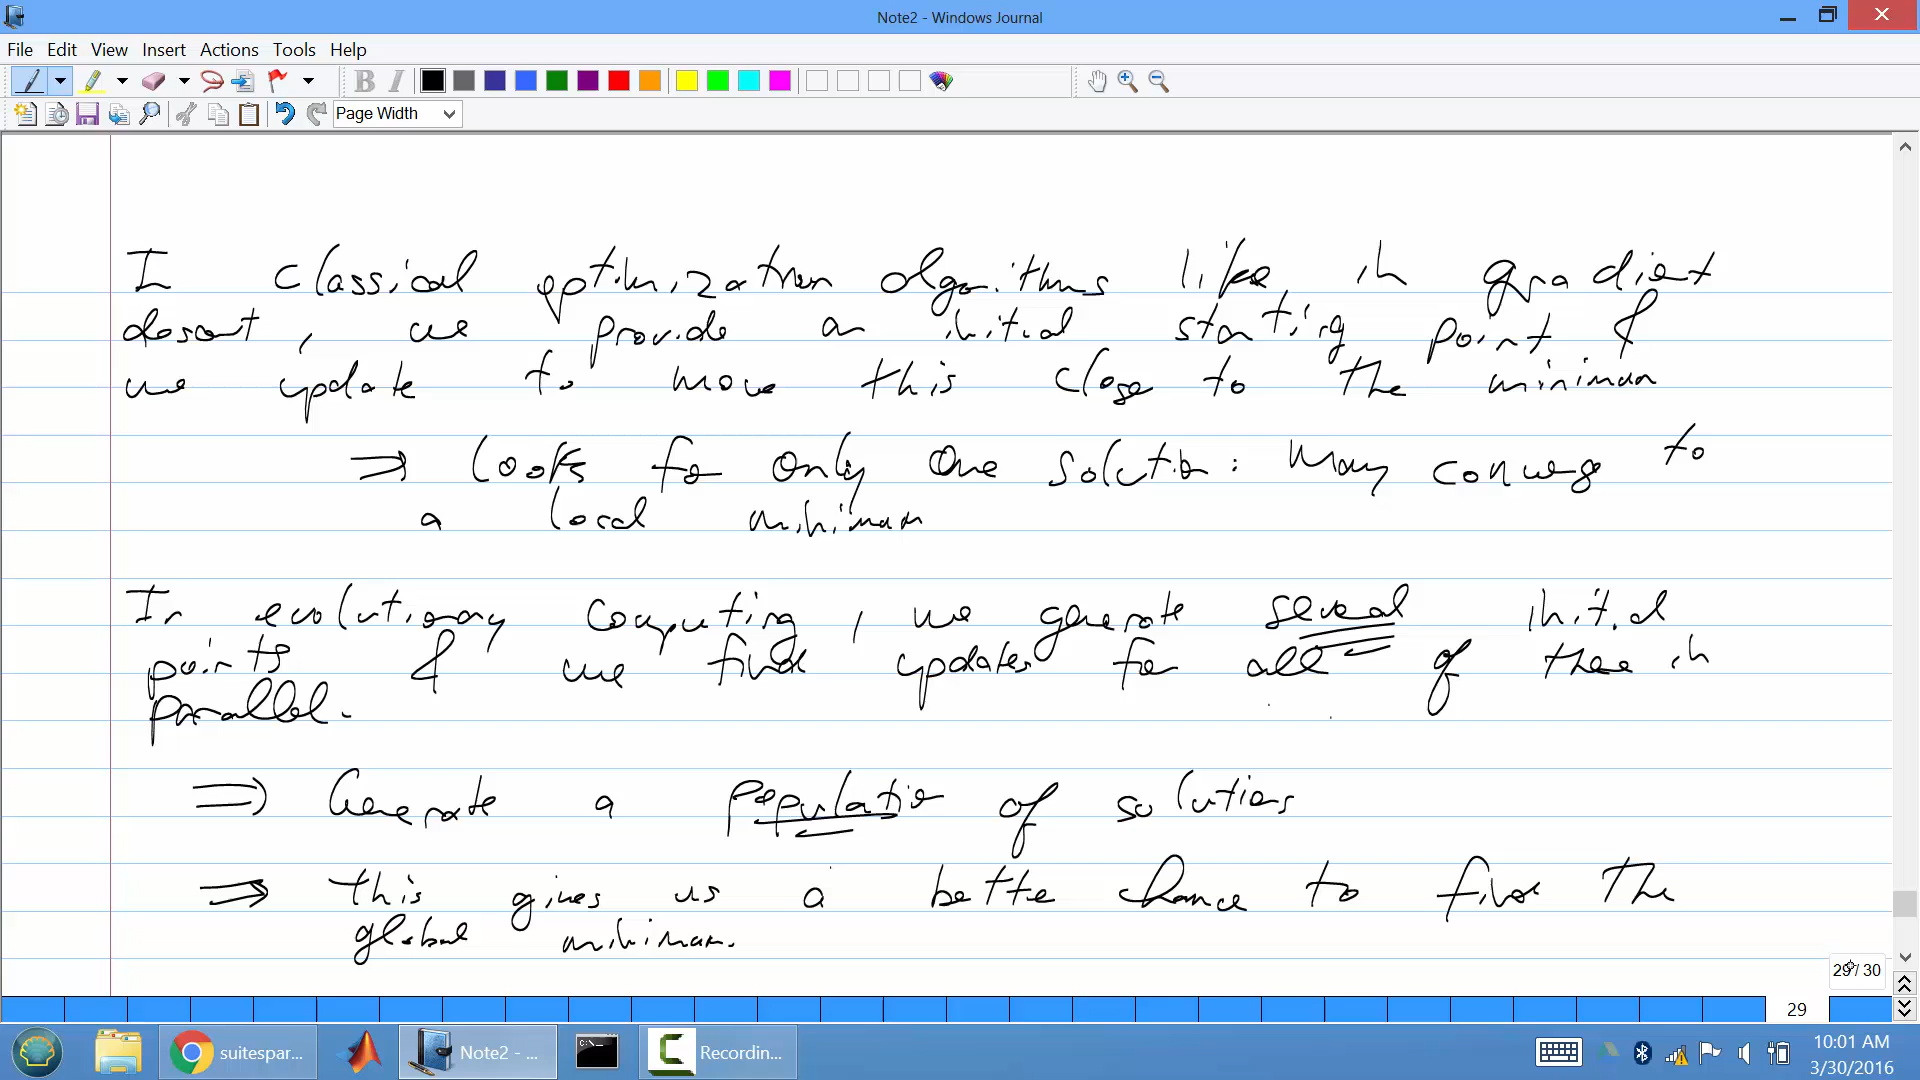 Note2 - Windows Journal
File Edit View Insert Actions Tools Help
B I
Page Width
In classical optimization algorithms like in gradient
descent, we provide an initial starting point &
we update to move this close to the minimum
⇒ looks for only one solution: May converge to
a local minimum
In evolutionary computing, we generate several initial
points & we find updates for all of these in
parallel.
⇒ Generate a population of solutions
⇒ this gives us a better chance to find the
global minimum.
29 / 30
29
suitespar...
Note2 - ...
Recordin...
10:01 AM
3/30/2016